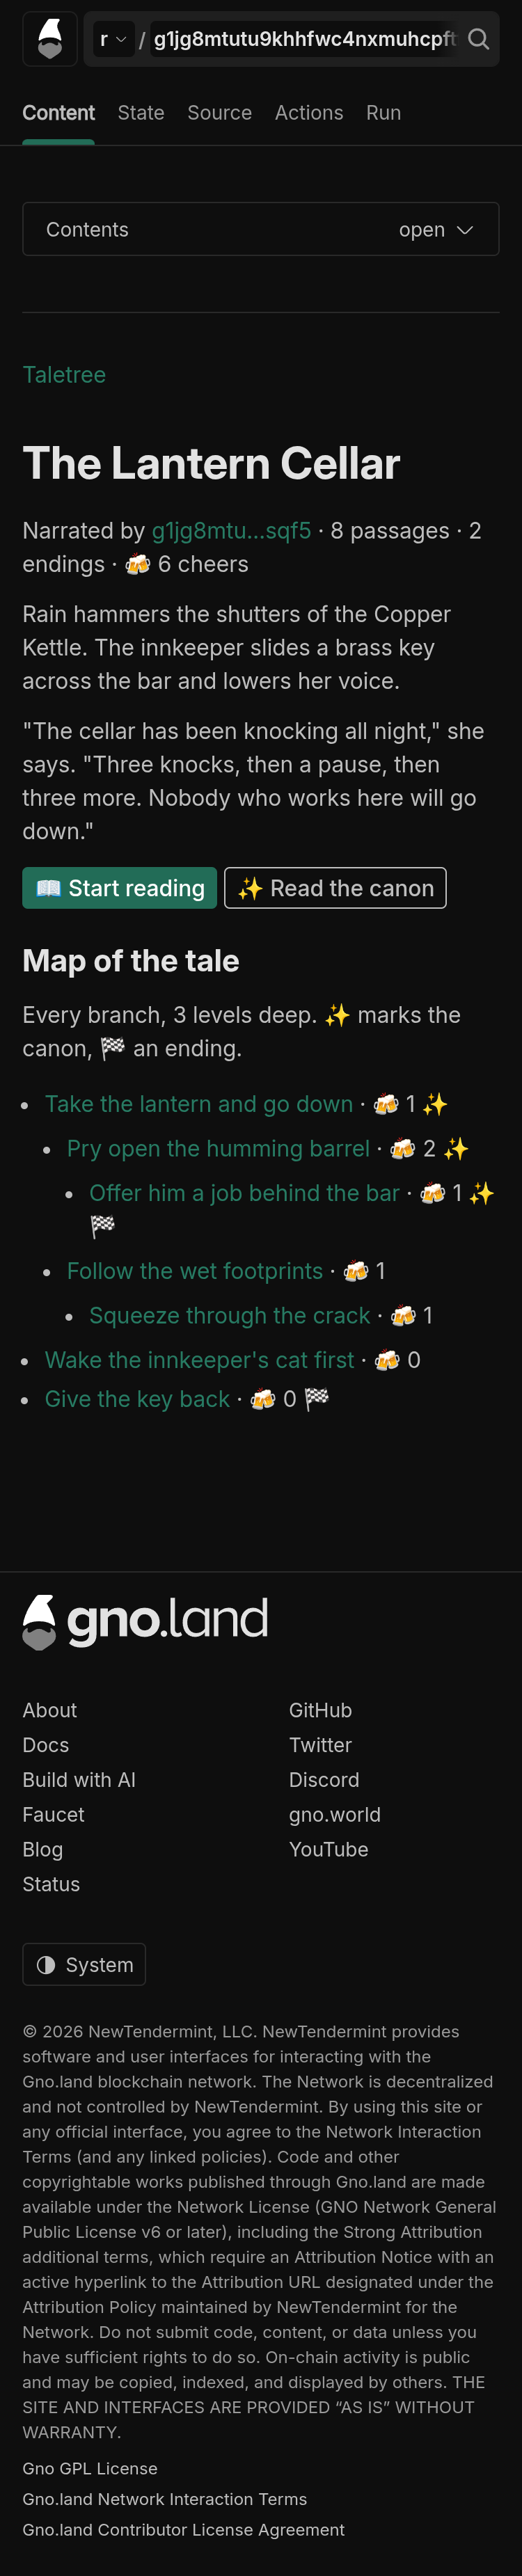 r / g1jg8mtutu9khhfwc4nxmuhcpft
Content State Source Actions Run
Contents open
Taletree
The Lantern Cellar
Narrated by g1jg8mtu...sqf5 · 8 passages · 2
endings · 🍻 6 cheers
Rain hammers the shutters of the Copper
Kettle. The innkeeper slides a brass key
across the bar and lowers her voice.
"The cellar has been knocking all night," she
says. "Three knocks, then a pause, then
three more. Nobody who works here will go
down."
📖 Start reading ✨ Read the canon
Map of the tale
Every branch, 3 levels deep. ✨ marks the
canon, 🏁 an ending.
• Take the lantern and go down · 🍻 1 ✨
• Pry open the humming barrel · 🍻 2 ✨
• Offer him a job behind the bar · 🍻 1 ✨
🏁
• Follow the wet footprints · 🍻 1
• Squeeze through the crack · 🍻 1
• Wake the innkeeper's cat first · 🍻 0
• Give the key back · 🍻 0 🏁
gno.land
About GitHub
Docs Twitter
Build with AI Discord
Faucet gno.world
Blog YouTube
Status
System
© 2026 NewTendermint, LLC. NewTendermint provides
software and user interfaces for interacting with the
Gno.land blockchain network. The Network is decentralized
and not controlled by NewTendermint. By using this site or
any official interface, you agree to the Network Interaction
Terms (and any linked policies). Code and other
copyrightable works published through Gno.land are made
available under the Network License (GNO Network General
Public License v6 or later), including the Strong Attribution
additional terms, which require an Attribution Notice with an
active hyperlink to the Attribution URL designated under the
Attribution Policy maintained by NewTendermint for the
Network. Do not submit code, content, or data unless you
have sufficient rights to do so. On-chain activity is public
and may be copied, indexed, and displayed by others. THE
SITE AND INTERFACES ARE PROVIDED “AS IS” WITHOUT
WARRANTY.
Gno GPL License
Gno.land Network Interaction Terms
Gno.land Contributor License Agreement